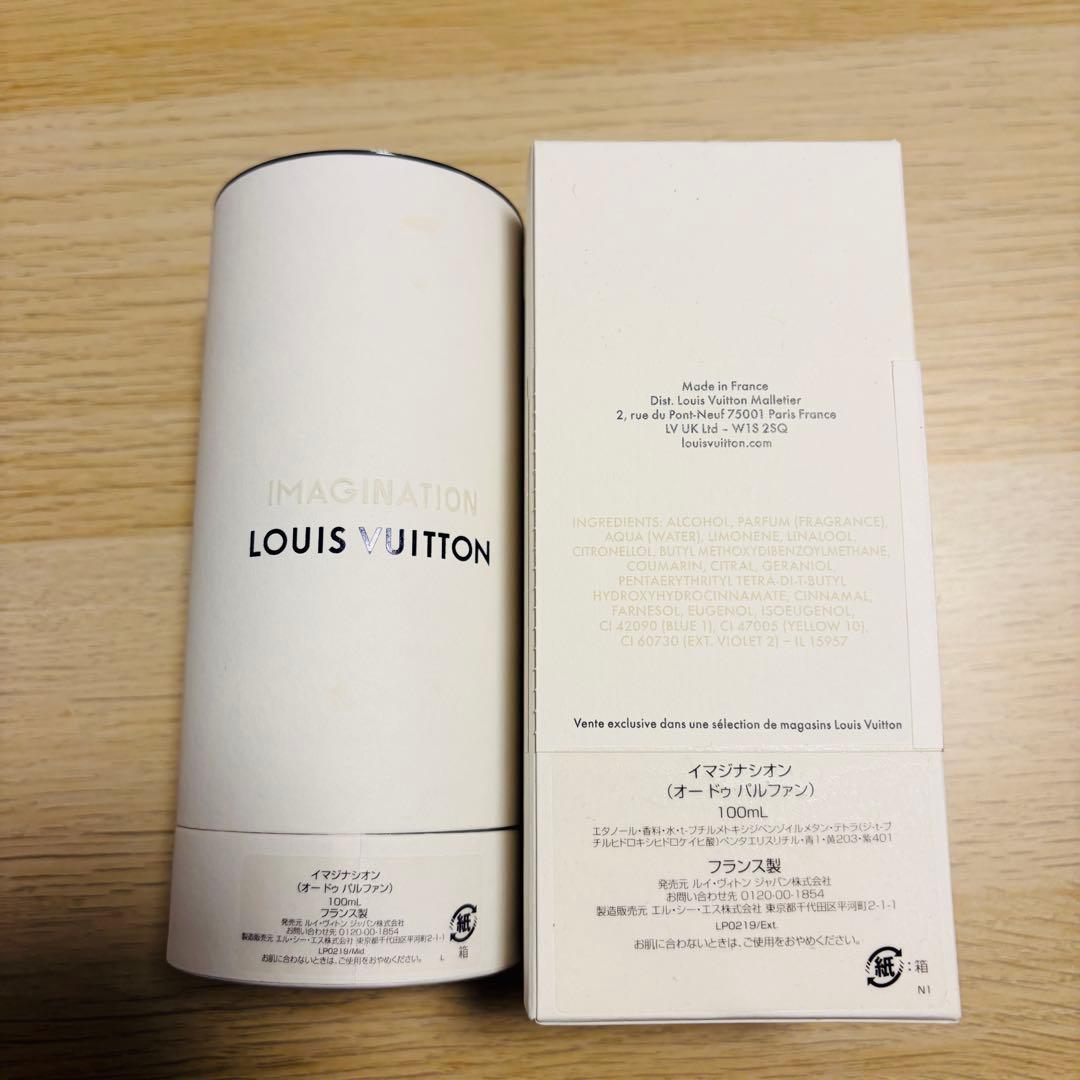 IMAGINATION
LOUIS VUITTON
イマジナシオン
(オー ドゥ パルファン)
100mL
フランス製
発売元 ルイ・ヴィトン ジャパン株式会社
お問い合わせ先 0120-00-1854
製造販売元 エル・シー・エス株式会社 東京都千代田区平河町2-1-1
LP0219/Mid.
お肌に合わないときは、ご使用をおやめください。
L
紙
箱
Made in France
Dist. Louis Vuitton Malletier
2, rue du Pont-Neuf 75001 Paris France
LV UK Ltd - W1S 2SQ
louisvuitton.com
INGREDIENTS: ALCOHOL, PARFUM (FRAGRANCE),
AQUA (WATER), LIMONENE, LINALOOL,
CITRONELLOL, BUTYL METHOXYDIBENZOYLMETHANE,
COUMARIN, CITRAL, GERANIOL,
PENTAERYTHRITYL TETRA-DI-T-BUTYL
HYDROXYHYDROCINNAMATE, CINNAMAL,
FARNESOL, EUGENOL, ISOEUGENOL,
CI 42090 (BLUE 1), CI 47005 (YELLOW 10),
CI 60730 (EXT. VIOLET 2) - IL 15957
Vente exclusive dans une sélection de magasins Louis Vuitton
イマジナシオン
(オー ドゥ パルファン)
100mL
エタノール・香料・水・t-ブチルメトキシジベンゾイルメタン・テトラ(ジ-t-ブ
チルヒドロキシヒドロケイヒ酸)ペンタエリスリチル・青1・黄203・紫401
フランス製
発売元 ルイ・ヴィトン ジャパン株式会社
お問い合わせ先 0120-00-1854
製造販売元 エル・シー・エス株式会社 東京都千代田区平河町2-1-1
LP0219/Ext.
お肌に合わないときは、ご使用をおやめください。
紙:箱
N1